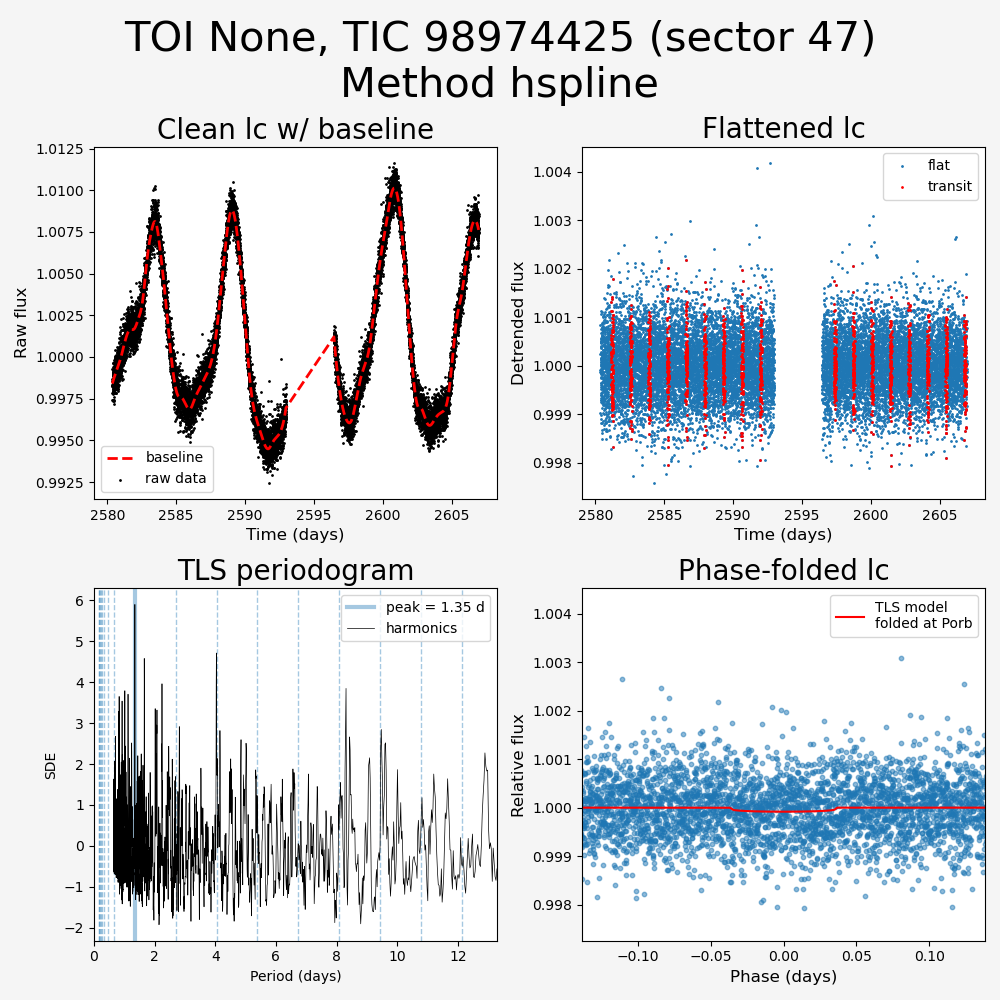 TOI None, TIC 98974425 (sector 47)
Method hspline
Clean lc w/ baseline
1.0125
1.0100
1.0075
1.0050
1.0025
1.0000
0.9975
0.9950
0.9925
Raw flux
baseline
raw data
2580
2585
2590
2595
2600
2605
Time (days)
Flattened lc
flat
transit
1.004
1.003
1.002
1.001
1.000
0.999
0.998
Detrended flux
2580
2585
2590
2595
2600
2605
Time (days)
TLS periodogram
peak = 1.35 d
harmonics
6
5
4
3
2
1
0
−1
−2
SDE
0
2
4
6
8
10
12
Period (days)
Phase-folded lc
TLS model
folded at Porb
1.004
1.003
1.002
1.001
1.000
0.999
0.998
Relative flux
−0.10
−0.05
0.00
0.05
0.10
Phase (days)